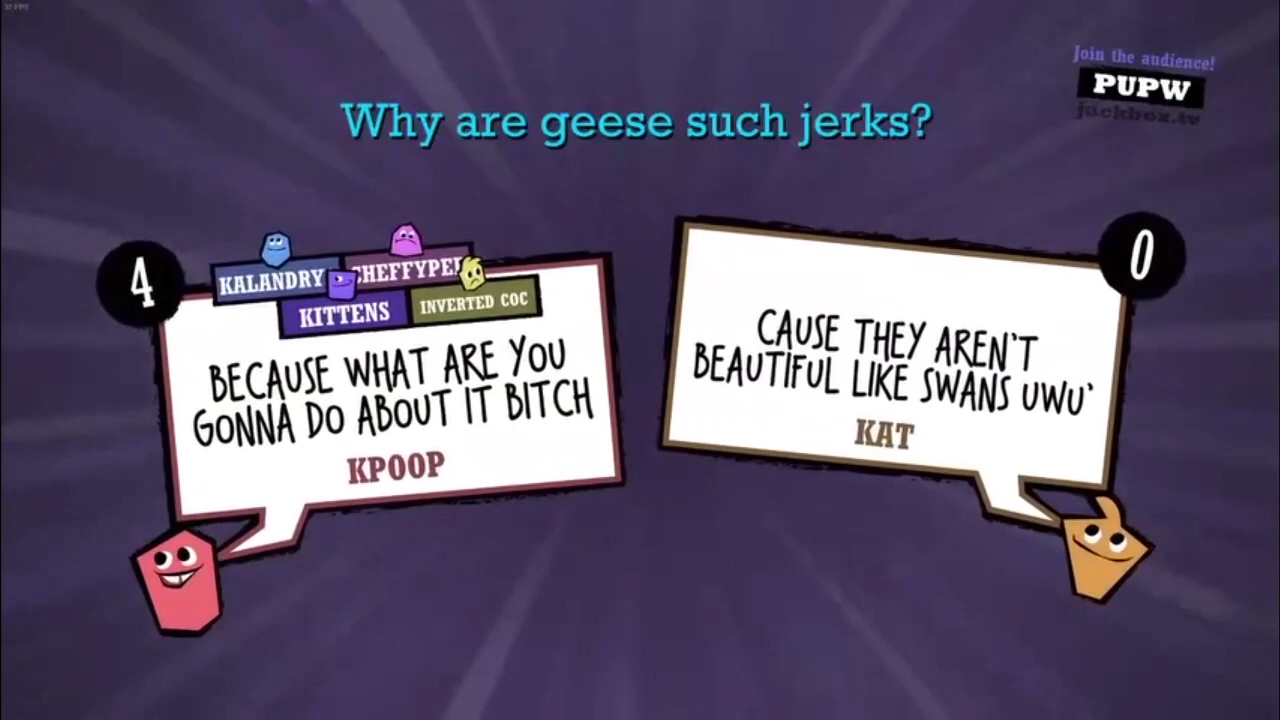 Join the audience!
PUPW
jackbox.tv
Why are geese such jerks?
4
KALANDRY
CHEFFYPEL
KITTENS
INVERTED COC
BECAUSE WHAT ARE YOU
GONNA DO ABOUT IT BITCH
KPOOP
0
CAUSE THEY AREN'T
BEAUTIFUL LIKE SWANS UWU'
KAT